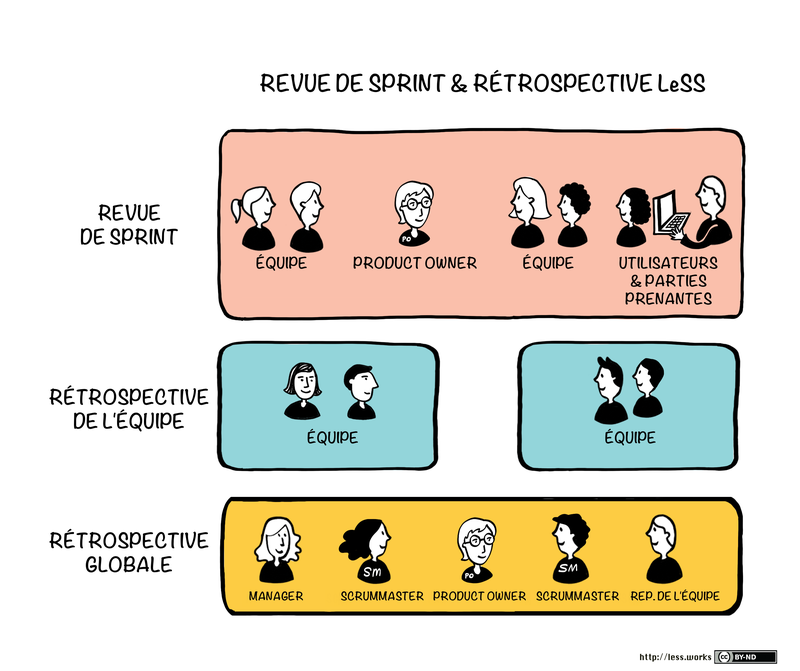 REVUE DE SPRINT & RÉTROSPECTIVE LeSS
REVUE
DE SPRINT
PO
ÉQUIPE
PRODUCT OWNER
ÉQUIPE
UTILISATEURS
& PARTIES
PRENANTES
RÉTROSPECTIVE
DE L'ÉQUIPE
ÉQUIPE
ÉQUIPE
RÉTROSPECTIVE
GLOBALE
SM
PO
SM
MANAGER
SCRUMMASTER
PRODUCT OWNER
SCRUMMASTER
REP. DE L'ÉQUIPE
http://less.works cc BY-ND